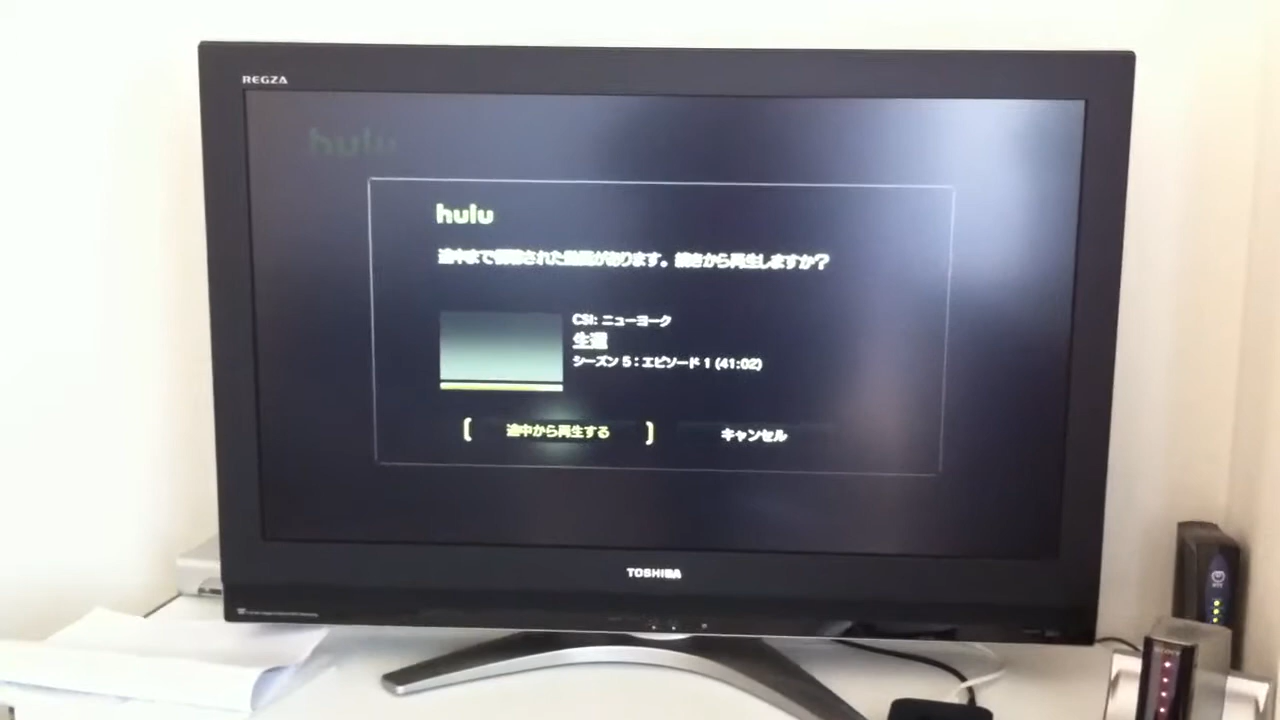 REGZA
hulu
hulu
途中まで視聴された動画があります。続きから再生しますか?
CSI: ニューヨーク
生還
シーズン 5:エピソード 1 (41:02)
途中から再生する
キャンセル
TOSHIBA
SONY